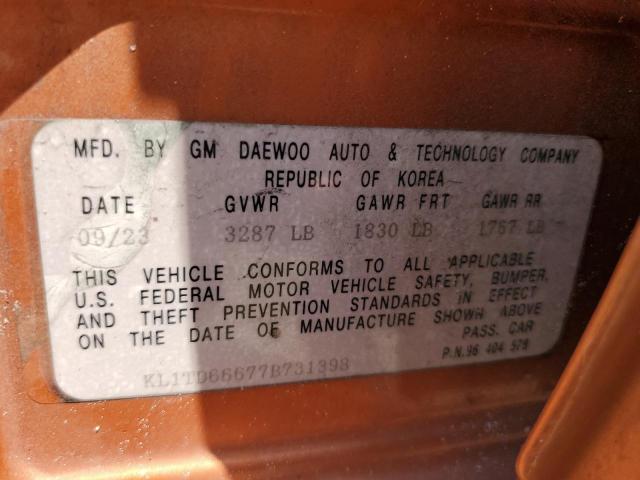 MFD. BY GM DAEWOO AUTO & TECHNOLOGY COMPANY
REPUBLIC OF KOREA
DATE GVWR GAWR FRT GAWR RR
09/23 3287 LB 1830 LB 1757 LB
THIS VEHICLE CONFORMS TO ALL APPLICABLE
U.S. FEDERAL MOTOR VEHICLE SAFETY, BUMPER,
AND THEFT PREVENTION STANDARDS IN EFFECT
ON THE DATE OF MANUFACTURE SHOWN ABOVE
PASS. CAR
P.N.96 404 578
KL1TD66677B731398